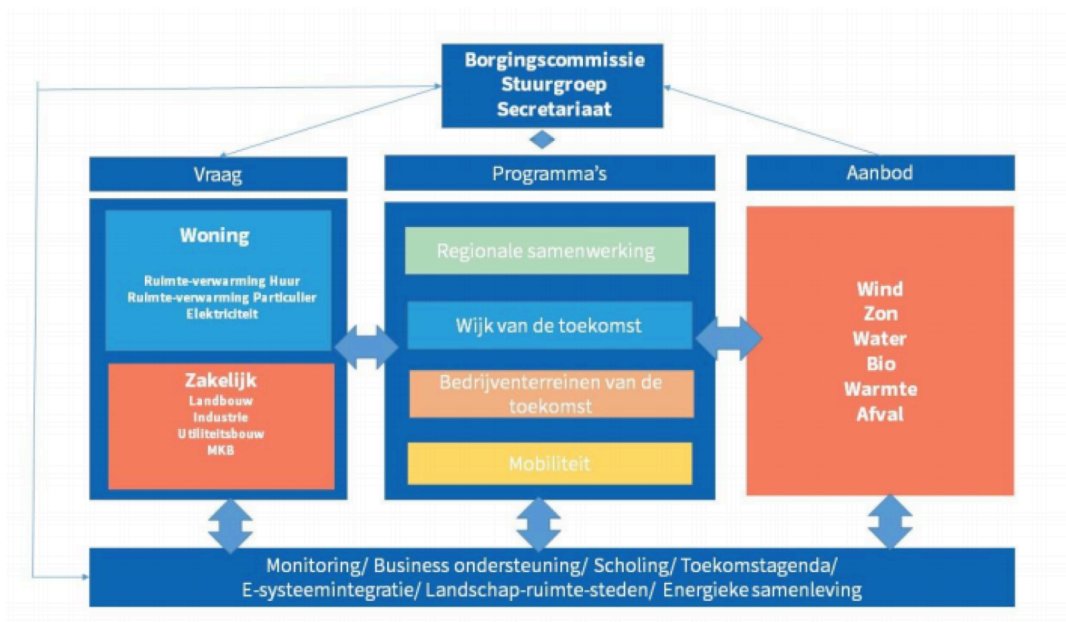 Borgingscommissie
Stuurgroep
Secretariaat
Vraag
Programma's
Aanbod
Woning
Ruimte-verwarming Huur
Ruimte-verwarming Particulier
Elektriciteit
Zakelijk
Landbouw
Industrie
Utiliteitsbouw
MKB
Regionale samenwerking
Wijk van de toekomst
Bedrijventerreinen van de
toekomst
Mobiliteit
Wind
Zon
Water
Bio
Warmte
Afval
Monitoring/ Business ondersteuning/ Scholing/ Toekomstagenda/
E-systeemintegratie/ Landschap-ruimte-steden/ Energieke samenleving